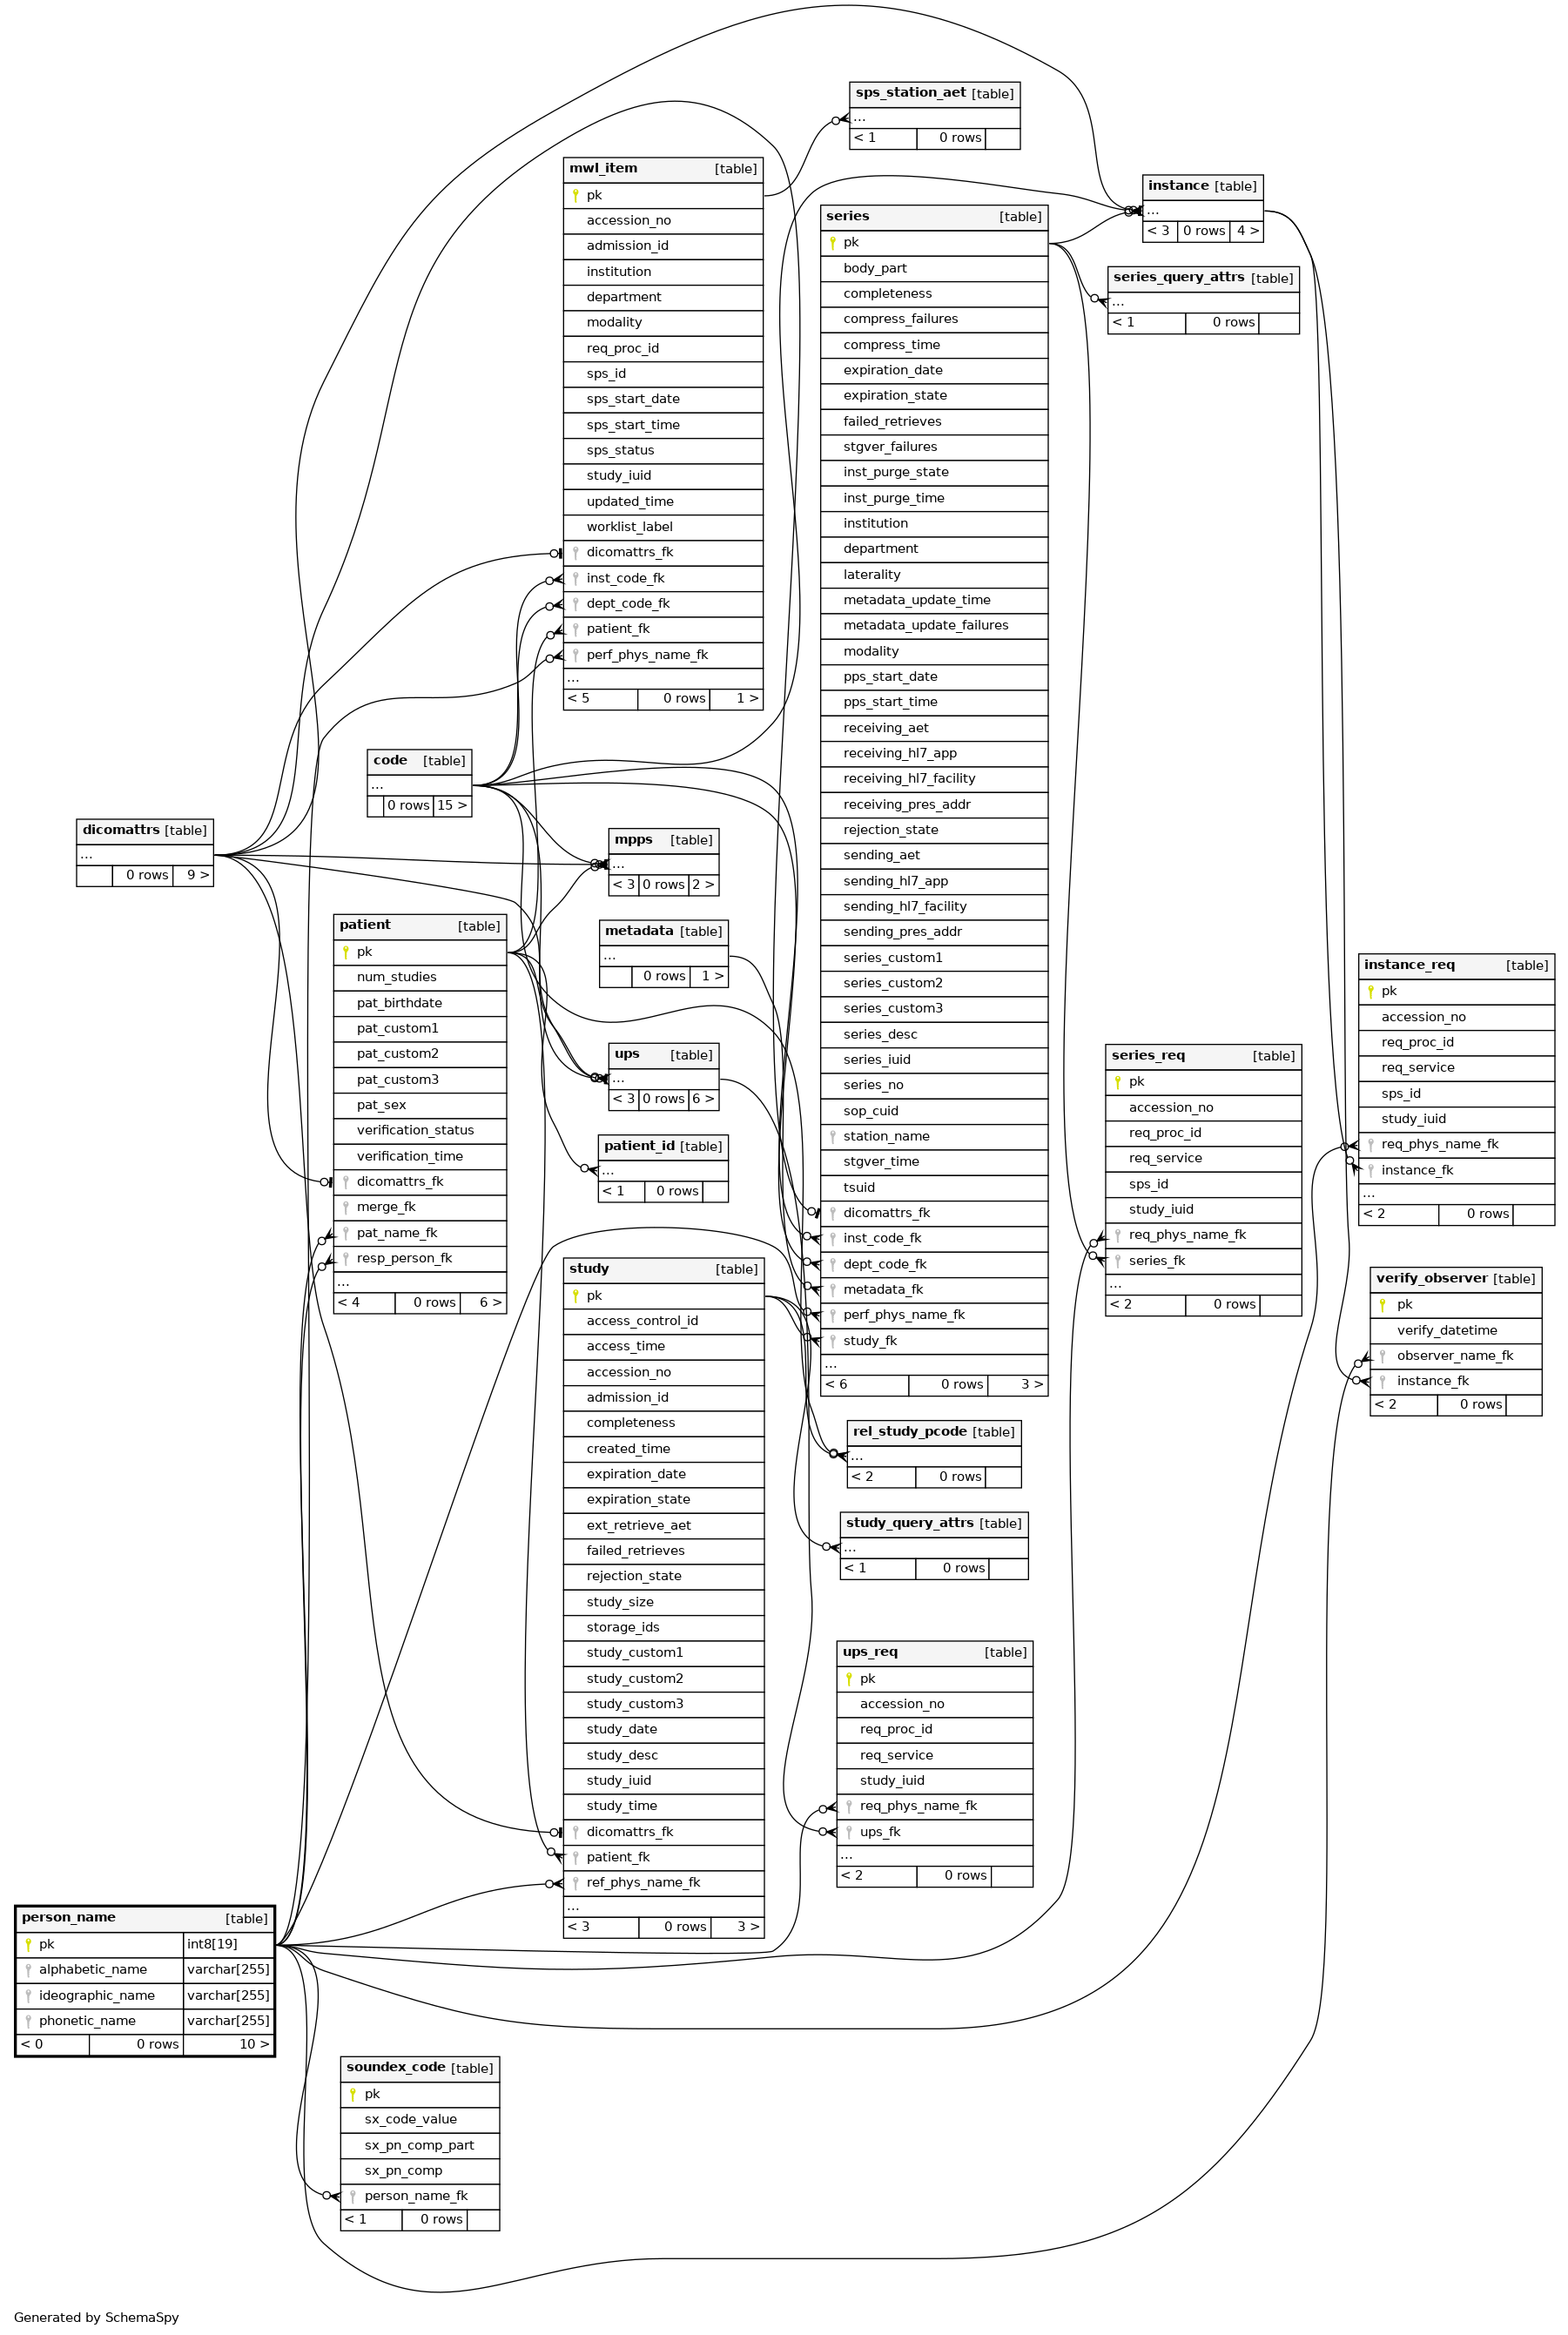 sps_station_aet [table]
...
< 1 0 rows
mwl_item [table]
pk
accession_no
admission_id
institution
department
modality
req_proc_id
sps_id
sps_start_date
sps_start_time
sps_status
study_iuid
updated_time
worklist_label
dicomattrs_fk
inst_code_fk
dept_code_fk
patient_fk
perf_phys_name_fk
...
< 5 0 rows 1 >
instance [table]
...
< 3 0 rows 4 >
series [table]
pk
body_part
completeness
compress_failures
compress_time
expiration_date
expiration_state
failed_retrieves
stgver_failures
inst_purge_state
inst_purge_time
institution
department
laterality
metadata_update_time
metadata_update_failures
modality
pps_start_date
pps_start_time
receiving_aet
receiving_hl7_app
receiving_hl7_facility
receiving_pres_addr
rejection_state
sending_aet
sending_hl7_app
sending_hl7_facility
sending_pres_addr
series_custom1
series_custom2
series_custom3
series_desc
series_iuid
series_no
sop_cuid
station_name
stgver_time
tsuid
dicomattrs_fk
inst_code_fk
dept_code_fk
metadata_fk
perf_phys_name_fk
study_fk
...
< 6 0 rows 3 >
series_query_attrs [table]
...
< 1 0 rows
code [table]
...
0 rows 15 >
dicomattrs [table]
...
0 rows 9 >
mpps [table]
...
< 3 0 rows 2 >
patient [table]
pk
num_studies
pat_birthdate
pat_custom1
pat_custom2
pat_custom3
pat_sex
verification_status
verification_time
dicomattrs_fk
merge_fk
pat_name_fk
resp_person_fk
...
< 4 0 rows 6 >
metadata [table]
...
0 rows 1 >
ups [table]
...
< 3 0 rows 6 >
patient_id [table]
...
< 1 0 rows
instance_req [table]
pk
accession_no
req_proc_id
req_service
sps_id
study_iuid
req_phys_name_fk
instance_fk
...
< 2 0 rows
series_req [table]
pk
accession_no
req_proc_id
req_service
sps_id
study_iuid
req_phys_name_fk
series_fk
...
< 2 0 rows
verify_observer [table]
pk
verify_datetime
observer_name_fk
instance_fk
< 2 0 rows
study [table]
pk
access_control_id
access_time
accession_no
admission_id
completeness
created_time
expiration_date
expiration_state
ext_retrieve_aet
failed_retrieves
rejection_state
study_size
storage_ids
study_custom1
study_custom2
study_custom3
study_date
study_desc
study_iuid
study_time
dicomattrs_fk
patient_fk
ref_phys_name_fk
...
< 3 0 rows 3 >
rel_study_pcode [table]
...
< 2 0 rows
study_query_attrs [table]
...
< 1 0 rows
ups_req [table]
pk
accession_no
req_proc_id
req_service
study_iuid
req_phys_name_fk
ups_fk
...
< 2 0 rows
person_name [table]
pk int8[19]
alphabetic_name varchar[255]
ideographic_name varchar[255]
phonetic_name varchar[255]
< 0 0 rows 10 >
soundex_code [table]
pk
sx_code_value
sx_pn_comp_part
sx_pn_comp
person_name_fk
< 1 0 rows
Generated by SchemaSpy